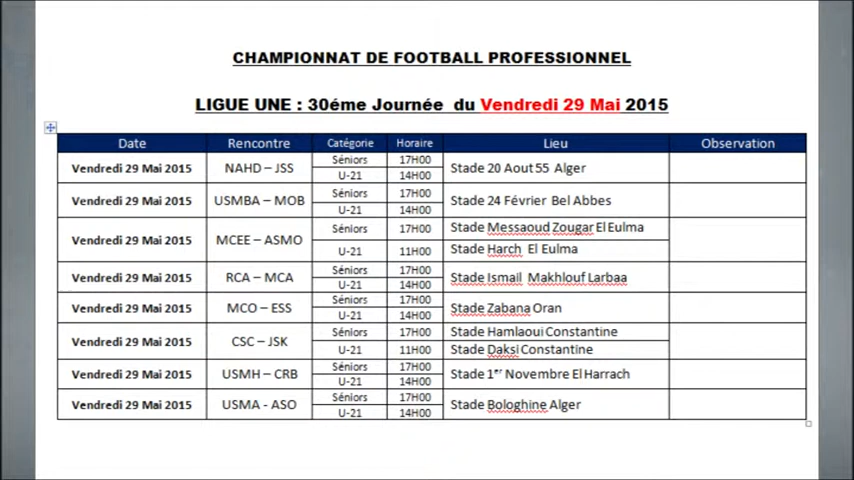 CHAMPIONNAT DE FOOTBALL PROFESSIONNEL
LIGUE UNE : 30éme Journée du Vendredi 29 Mai 2015
Date Rencontre Catégorie Horaire Lieu Observation
Vendredi 29 Mai 2015 NAHD – JSS Séniors 17H00 Stade 20 Aout 55 Alger
U-21 14H00
Vendredi 29 Mai 2015 USMBA – MOB Séniors 17H00 Stade 24 Février Bel Abbes
U-21 14H00
Vendredi 29 Mai 2015 MCEE – ASMO Séniors 17H00 Stade Messaoud Zougar El Eulma
U-21 11H00 Stade Harch El Eulma
Vendredi 29 Mai 2015 RCA – MCA Séniors 17H00 Stade Ismail Makhlouf Larbaa
U-21 14H00
Vendredi 29 Mai 2015 MCO – ESS Séniors 17H00 Stade Zabana Oran
U-21 14H00
Vendredi 29 Mai 2015 CSC – JSK Séniors 17H00 Stade Hamlaoui Constantine
U-21 11H00 Stade Daksi Constantine
Vendredi 29 Mai 2015 USMH – CRB Séniors 17H00 Stade 1er Novembre El Harrach
U-21 14H00
Vendredi 29 Mai 2015 USMA - ASO Séniors 17H00 Stade Bologhine Alger
U-21 14H00